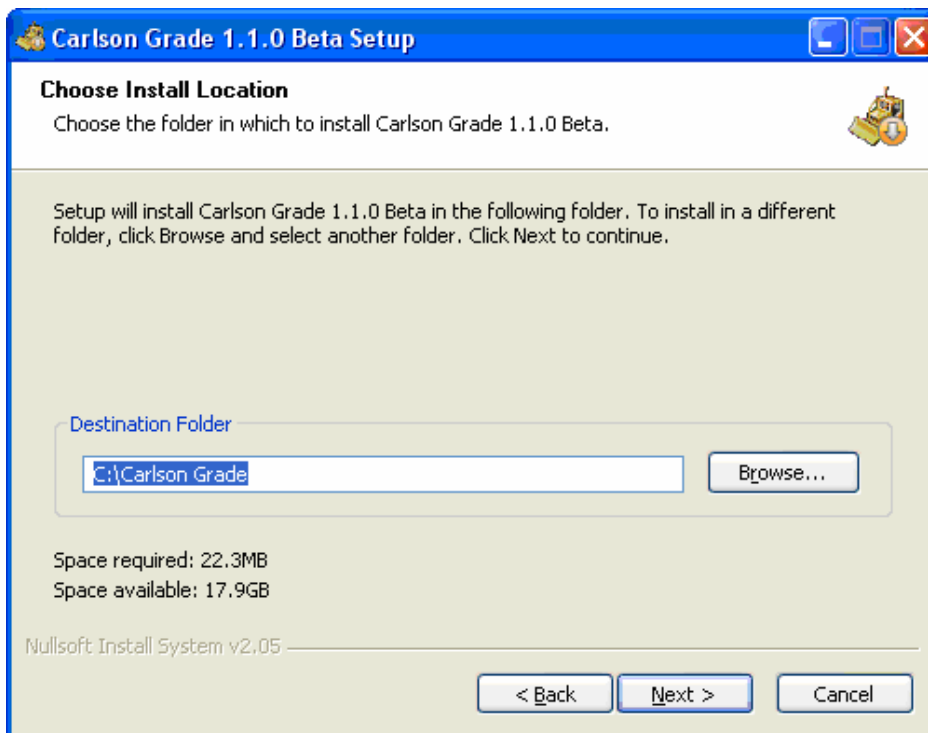 Carlson Grade 1.1.0 Beta Setup
Choose Install Location
Choose the folder in which to install Carlson Grade 1.1.0 Beta.
Setup will install Carlson Grade 1.1.0 Beta in the following folder. To install in a different
folder, click Browse and select another folder. Click Next to continue.
Destination Folder
C:\Carlson Grade
Browse...
Space required: 22.3MB
Space available: 17.9GB
Nullsoft Install System v2.05
< Back
Next >
Cancel